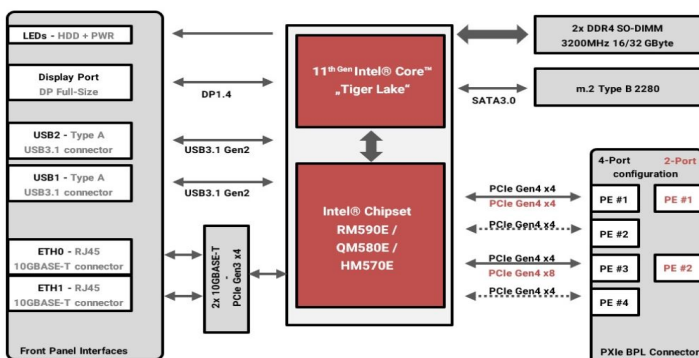 LEDs - HDD + PWR
Display Port
DP Full-Size
USB2 - Type A
USB3.1 connector
USB1 - Type A
USB3.1 connector
ETH0 - RJ45
10GBASE-T connector
ETH1 - RJ45
10GBASE-T connector
Front Panel Interfaces
DP1.4
USB3.1 Gen2
USB3.1 Gen2
2x 10GBASE-T
-
PCIe Gen3 x4
11th Gen Intel® Core™
„Tiger Lake"
Intel® Chipset
RM590E /
QM580E /
HM570E
SATA3.0
2x DDR4 SO-DIMM
3200MHz 16/32 GByte
m.2 Type B 2280
PCIe Gen4 x4
PCIe Gen4 x4
PCIe Gen4 x4
PCIe Gen4 x4
PCIe Gen4 x8
PCIe Gen4 x4
4-Port 2-Port
configuration
PE #1 PE #1
PE #2
PE #3 PE #2
PE #4
PXIe BPL Connector